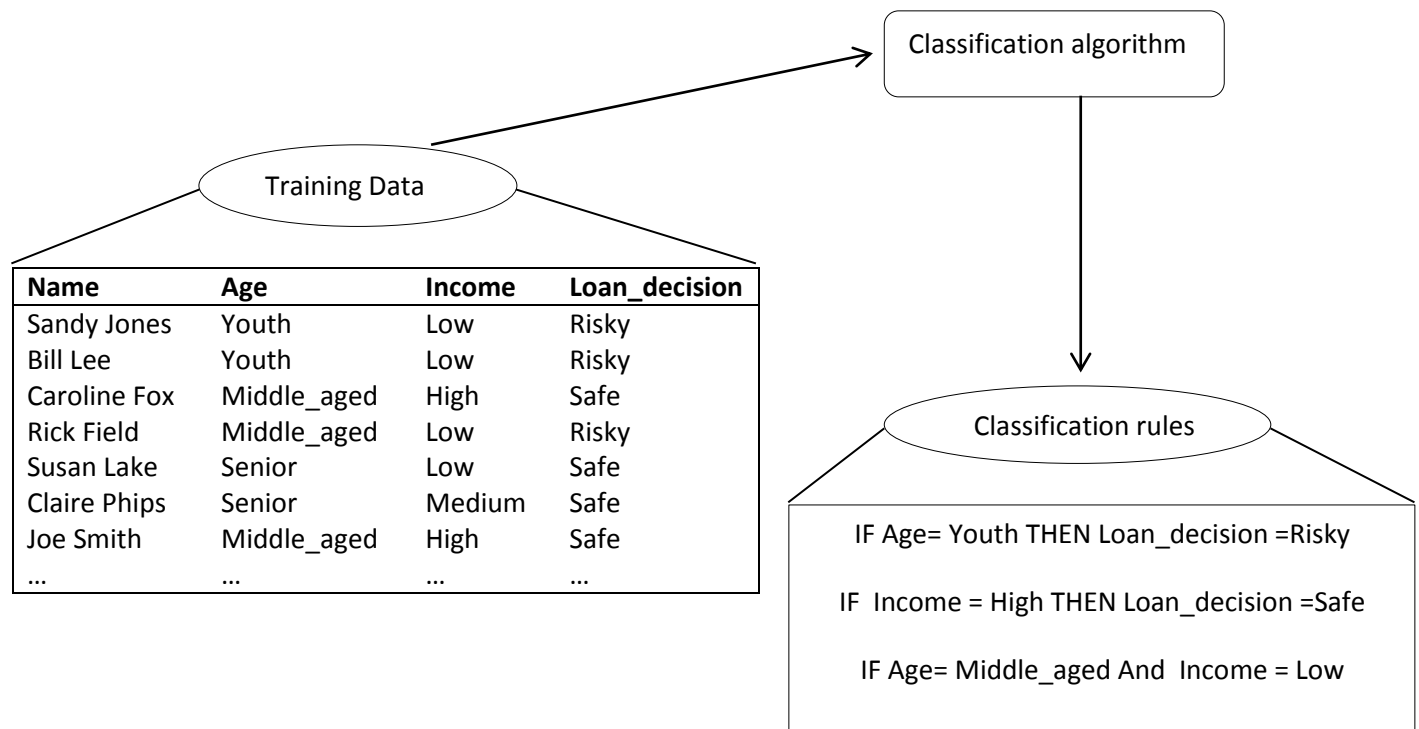 Classification algorithm
Training Data
Name Age Income Loan_decision
Sandy Jones Youth Low Risky
Bill Lee Youth Low Risky
Caroline Fox Middle_aged High Safe
Rick Field Middle_aged Low Risky
Susan Lake Senior Low Safe
Claire Phips Senior Medium Safe
Joe Smith Middle_aged High Safe
... ... ... ...
Classification rules
IF Age= Youth THEN Loan_decision =Risky
IF Income = High THEN Loan_decision =Safe
IF Age= Middle_aged And Income = Low